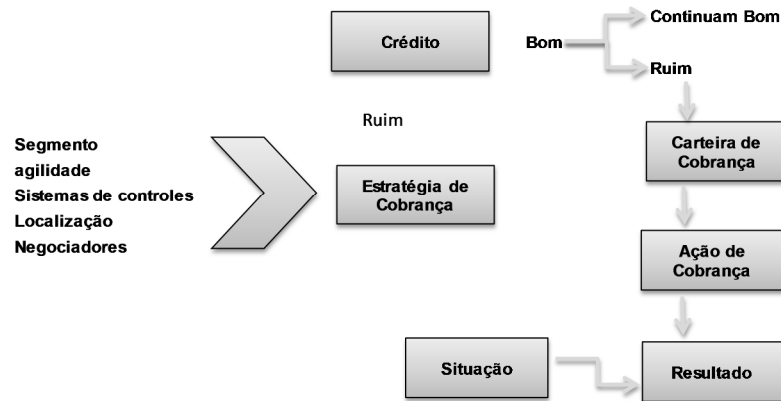 Crédito
Bom
Continuam Bom
Ruim
Ruim
Segmento
agilidade
Sistemas de controles
Localização
Negociadores
Estratégia de
Cobrança
Carteira de
Cobrança
Ação de
Cobrança
Situação
Resultado